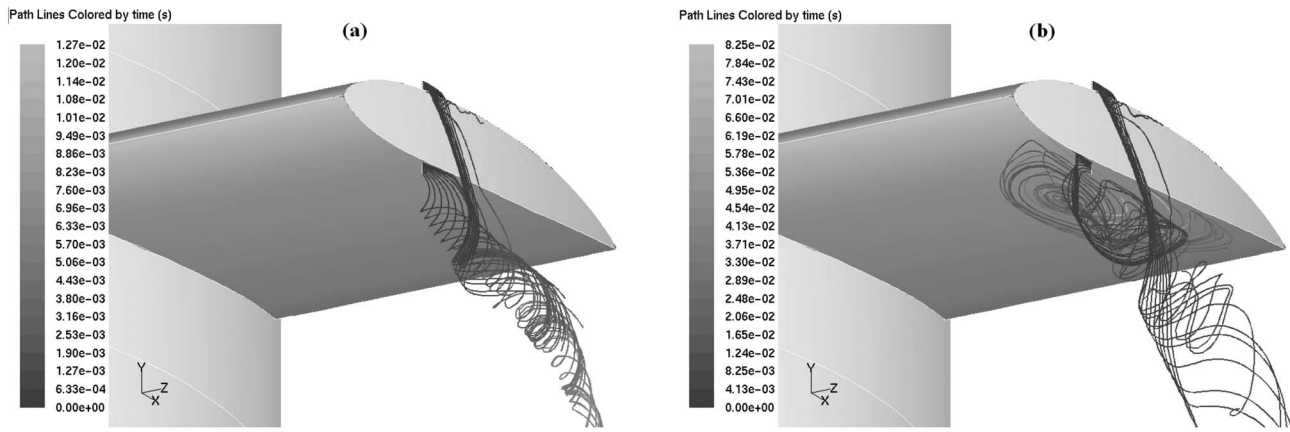 Path Lines Colored by time (s)
(a)
1.27e-02
1.20e-02
1.14e-02
1.08e-02
1.01e-02
9.49e-03
8.86e-03
8.23e-03
7.60e-03
6.96e-03
6.33e-03
5.70e-03
5.06e-03
4.43e-03
3.80e-03
3.16e-03
2.53e-03
1.90e-03
1.27e-03
6.33e-04
0.00e+00
Y
Z
X
Path Lines Colored by time (s)
(b)
8.25e-02
7.84e-02
7.43e-02
7.01e-02
6.60e-02
6.19e-02
5.78e-02
5.36e-02
4.95e-02
4.54e-02
4.13e-02
3.71e-02
3.30e-02
2.89e-02
2.48e-02
2.06e-02
1.65e-02
1.24e-02
8.25e-03
4.13e-03
0.00e+00
Y
Z
X